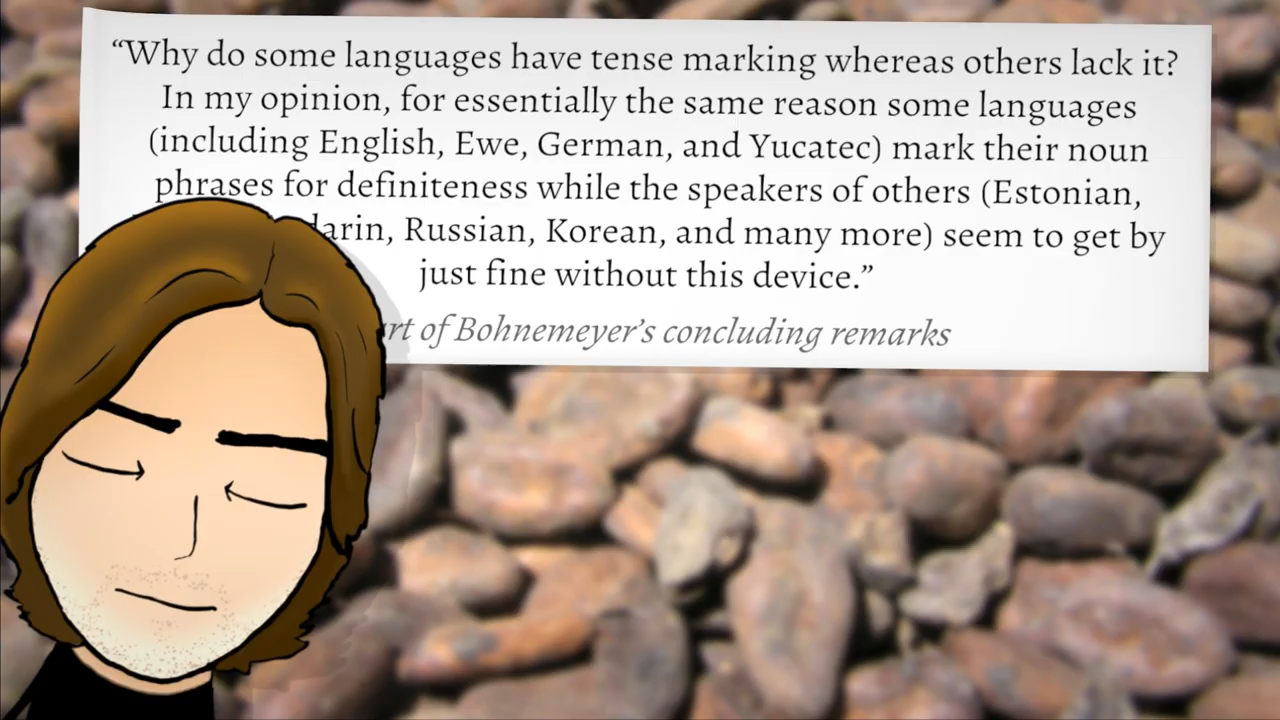 “Why do some languages have tense marking whereas others lack it?
In my opinion, for essentially the same reason some languages
(including English, Ewe, German, and Yucatec) mark their noun
phrases for definiteness while the speakers of others (Estonian,
Russian, Korean, and many more) seem to get by
just fine without this device.”
of Bohnemeyer’s concluding remarks